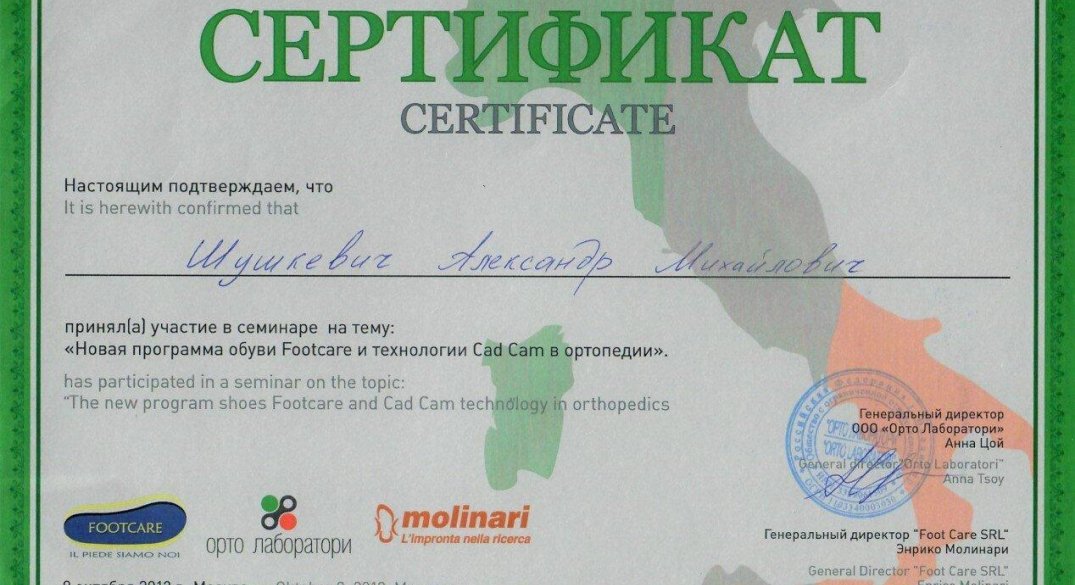 СЕРТИФИКАТ
CERTIFICATE
Настоящим подтверждаем, что
It is herewith confirmed that
Шушкевич Александр Михайлович
принял(а) участие в семинаре на тему:
«Новая программа обуви Footcare и технологии Cad Cam в ортопедии».
has participated in a seminar on the topic:
"The new program shoes Footcare and Cad Cam technology in orthopedics
Генеральный директор
ООО «Орто Лаборатори»
Анна Цой
General director "Orto Laboratori"
Anna Tsoy
FOOTCARE
IL PIEDE SIAMO NOI
орто лаборатори
molinari
L'impronta nella ricerca
Генеральный директор "Foot Care SRL"
Энрико Молинари
General Director "Foot Care SRL"